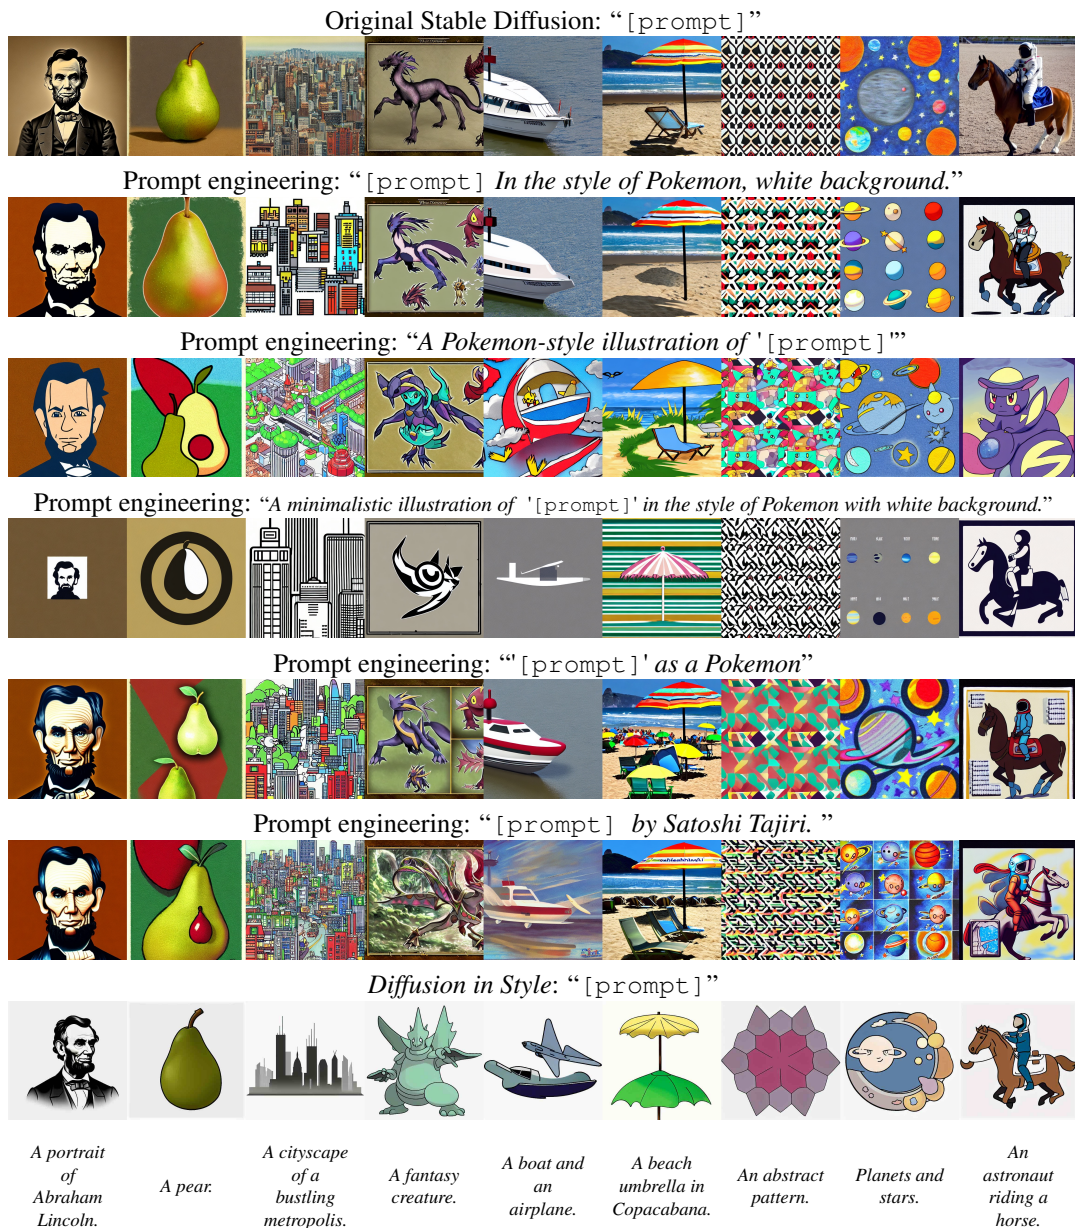 Original Stable Diffusion: “[prompt]”
Prompt engineering: “[prompt] In the style of Pokemon, white background.”
Prompt engineering: “A Pokemon-style illustration of '[prompt]'”
Prompt engineering: “A minimalistic illustration of '[prompt]' in the style of Pokemon with white background.”
Prompt engineering: “'[prompt]' as a Pokemon”
Prompt engineering: “[prompt] by Satoshi Tajiri. ”
Diffusion in Style: “[prompt]”
A portrait
of
Abraham
Lincoln.
A pear.
A cityscape
of a
bustling
metropolis.
A fantasy
creature.
A boat and
an
airplane.
A beach
umbrella in
Copacabana.
An abstract
pattern.
Planets and
stars.
An
astronaut
riding a
horse.